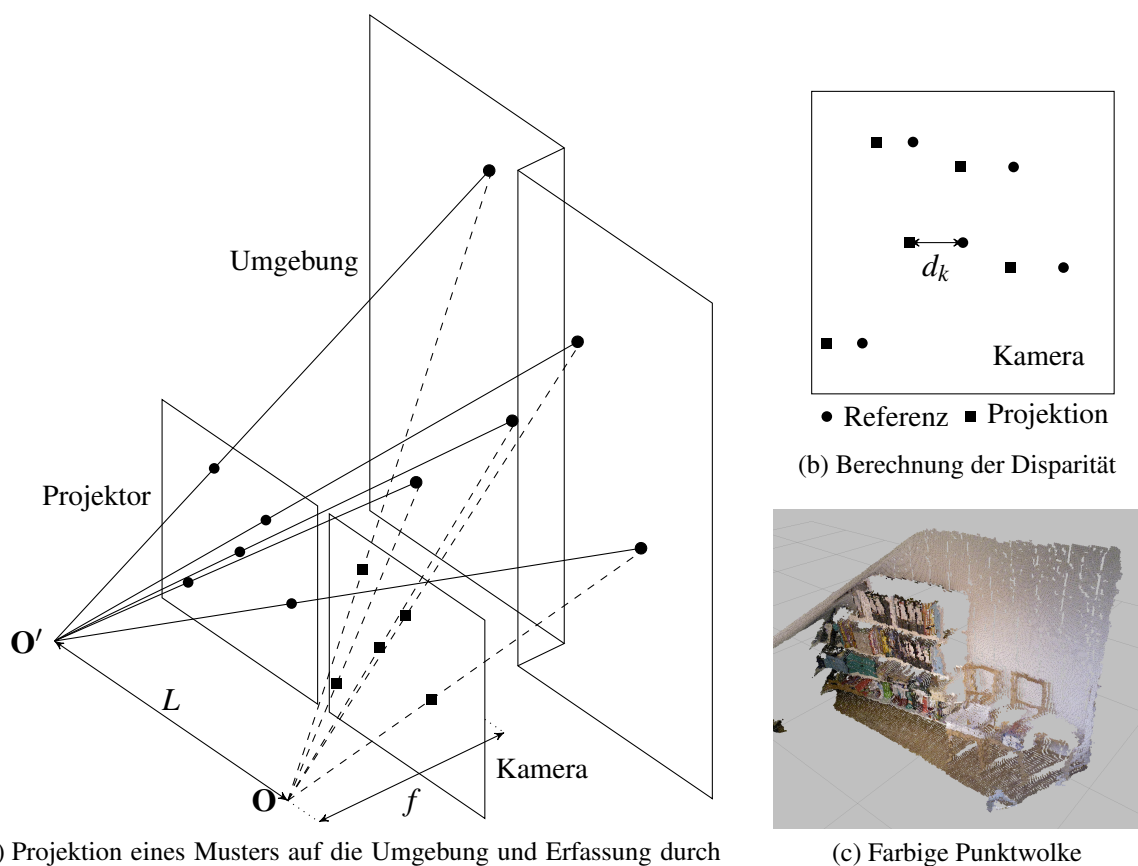 Umgebung
Projektor
O′
L
O
f
Kamera
) Projektion eines Musters auf die Umgebung und Erfassung durch
d_k
Kamera
Referenz Projektion
(b) Berechnung der Disparität
(c) Farbige Punktwolke